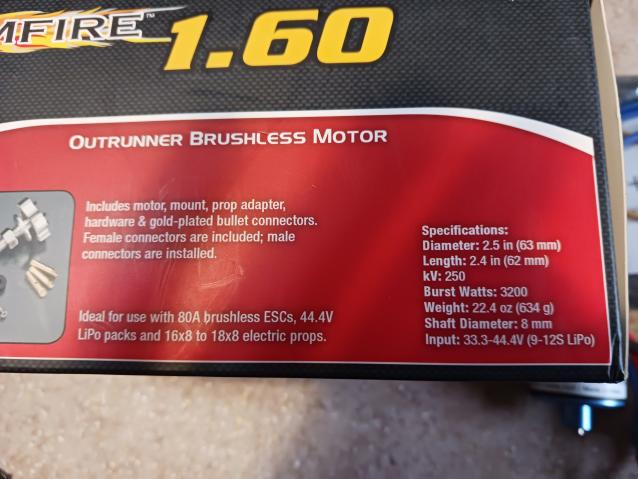 MFIRE™ 1.60
OUTRUNNER BRUSHLESS MOTOR
Includes motor, mount, prop adapter,
hardware & gold-plated bullet connectors.
Female connectors are included; male
connectors are installed.
Ideal for use with 80A brushless ESCs, 44.4V
LiPo packs and 16x8 to 18x8 electric props.
Specifications:
Diameter: 2.5 in (63 mm)
Length: 2.4 in (62 mm)
kV: 250
Burst Watts: 3200
Weight: 22.4 oz (634 g)
Shaft Diameter: 8 mm
Input: 33.3-44.4V (9-12S LiPo)